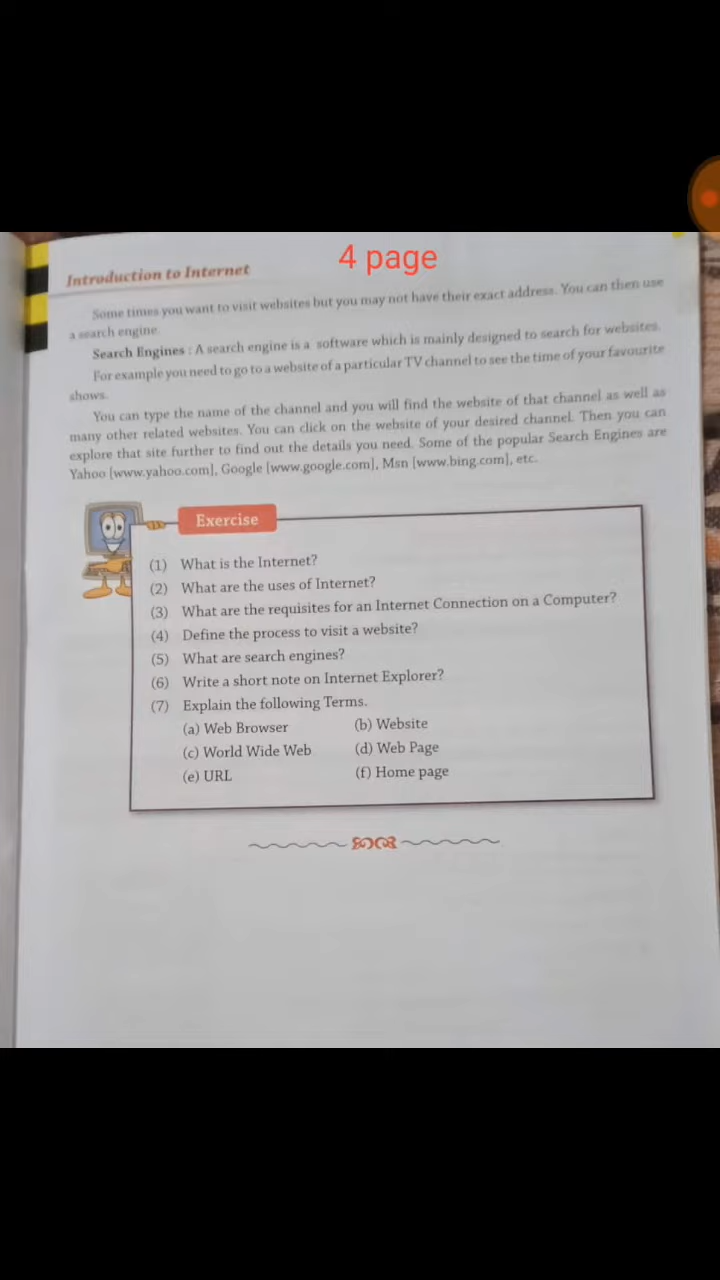 4 page
Introduction to Internet
Some times you want to visit websites but you may not have their exact address. You can then use
a search engine.
Search Engines : A search engine is a software which is mainly designed to search for websites.
For example you need to go to a website of a particular TV channel to see the time of your favourite
shows.
You can type the name of the channel and you will find the website of that channel as well as
many other related websites. You can click on the website of your desired channel. Then you can
explore that site further to find out the details you need. Some of the popular Search Engines are
Yahoo [www.yahoo.com], Google [www.google.com], Msn [www.bing.com], etc.
Exercise
(1) What is the Internet?
(2) What are the uses of Internet?
(3) What are the requisites for an Internet Connection on a Computer?
(4) Define the process to visit a website?
(5) What are search engines?
(6) Write a short note on Internet Explorer?
(7) Explain the following Terms.
(a) Web Browser (b) Website
(c) World Wide Web (d) Web Page
(e) URL (f) Home page